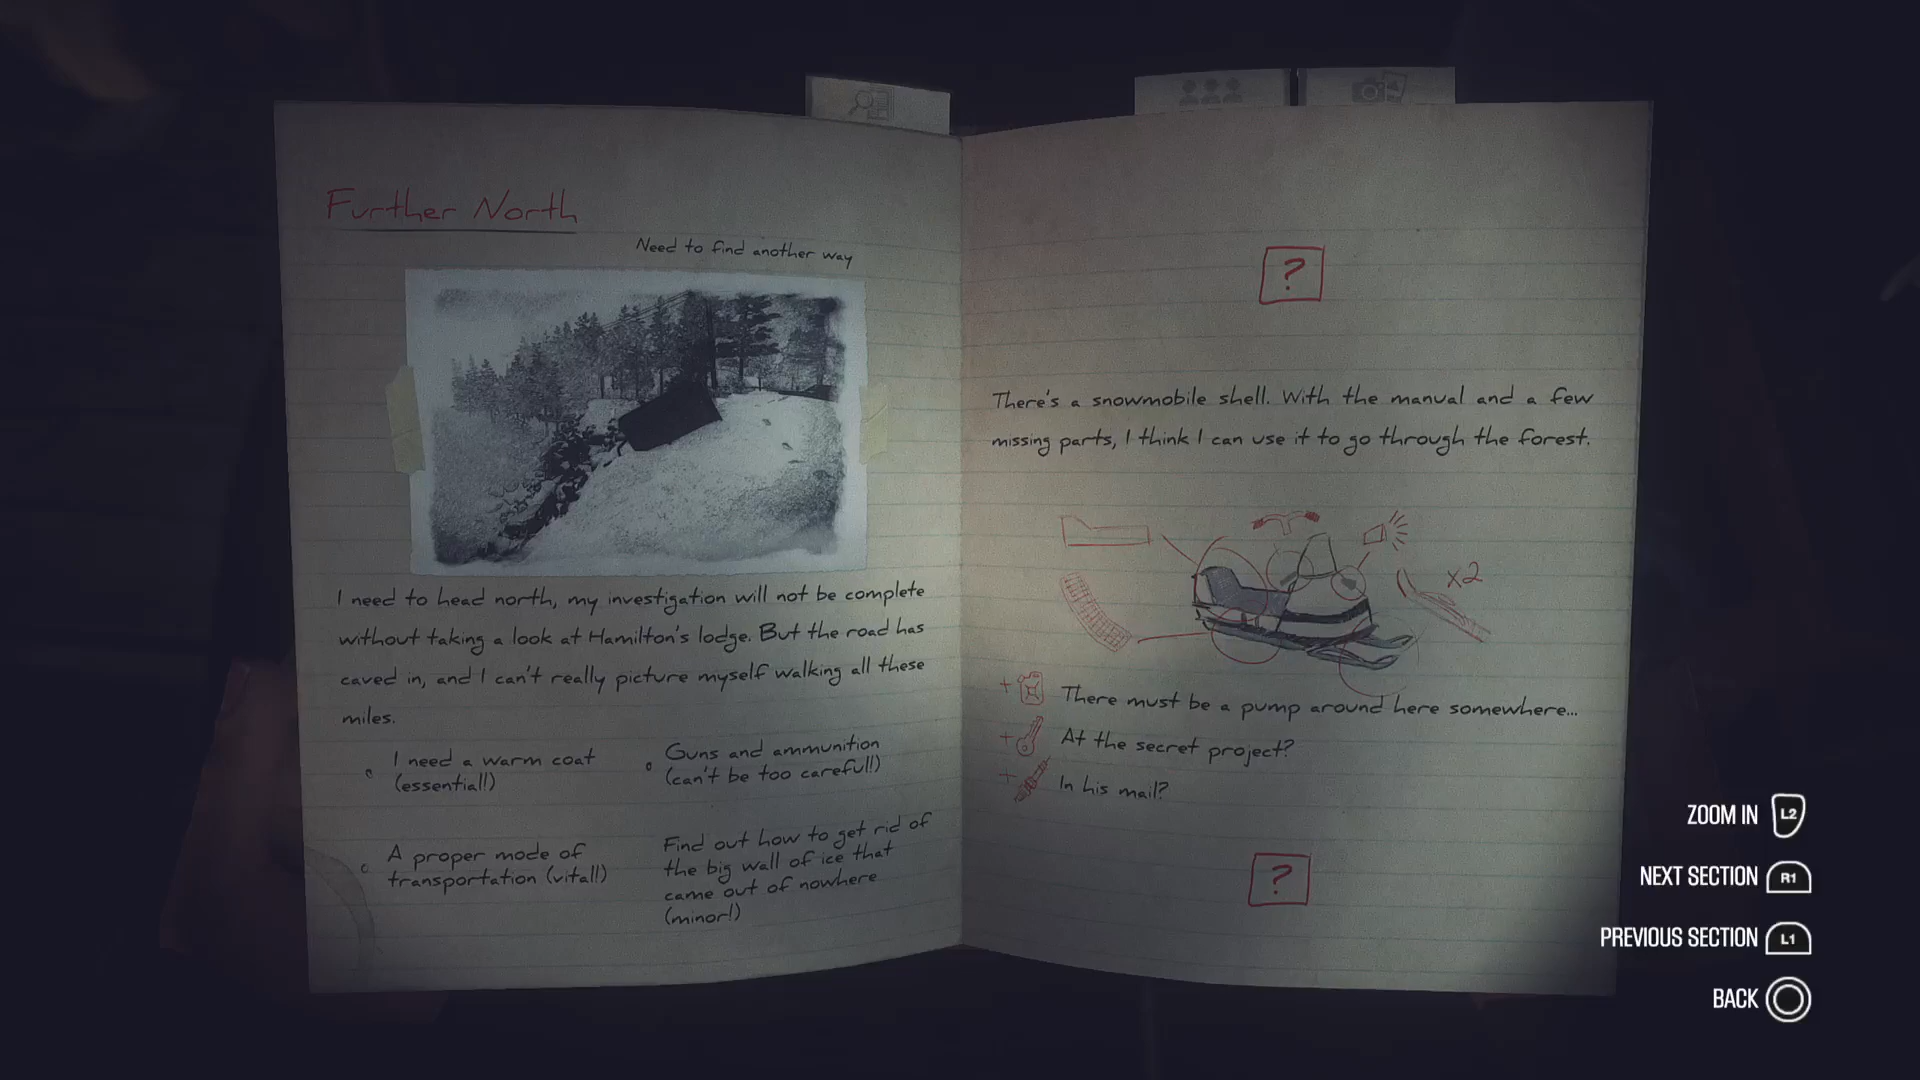 Further North
Need to find another way
I need to head north, my investigation will not be complete
without taking a look at Hamilton's lodge. But the road has
caved in, and I can't really picture myself walking all these
miles.
I need a warm coat
(essential!)
Guns and ammunition
(can't be too careful!)
A proper mode of
transportation (vital!)
Find out how to get rid of
the big wall of ice that
came out of nowhere
(minor!)
?
There's a snowmobile shell. With the manual and a few
missing parts, I think I can use it to go through the forest.
x2
+ There must be a pump around here somewhere...
+ At the secret project?
+ In his mail?
?
ZOOM IN L2
NEXT SECTION R1
PREVIOUS SECTION L1
BACK